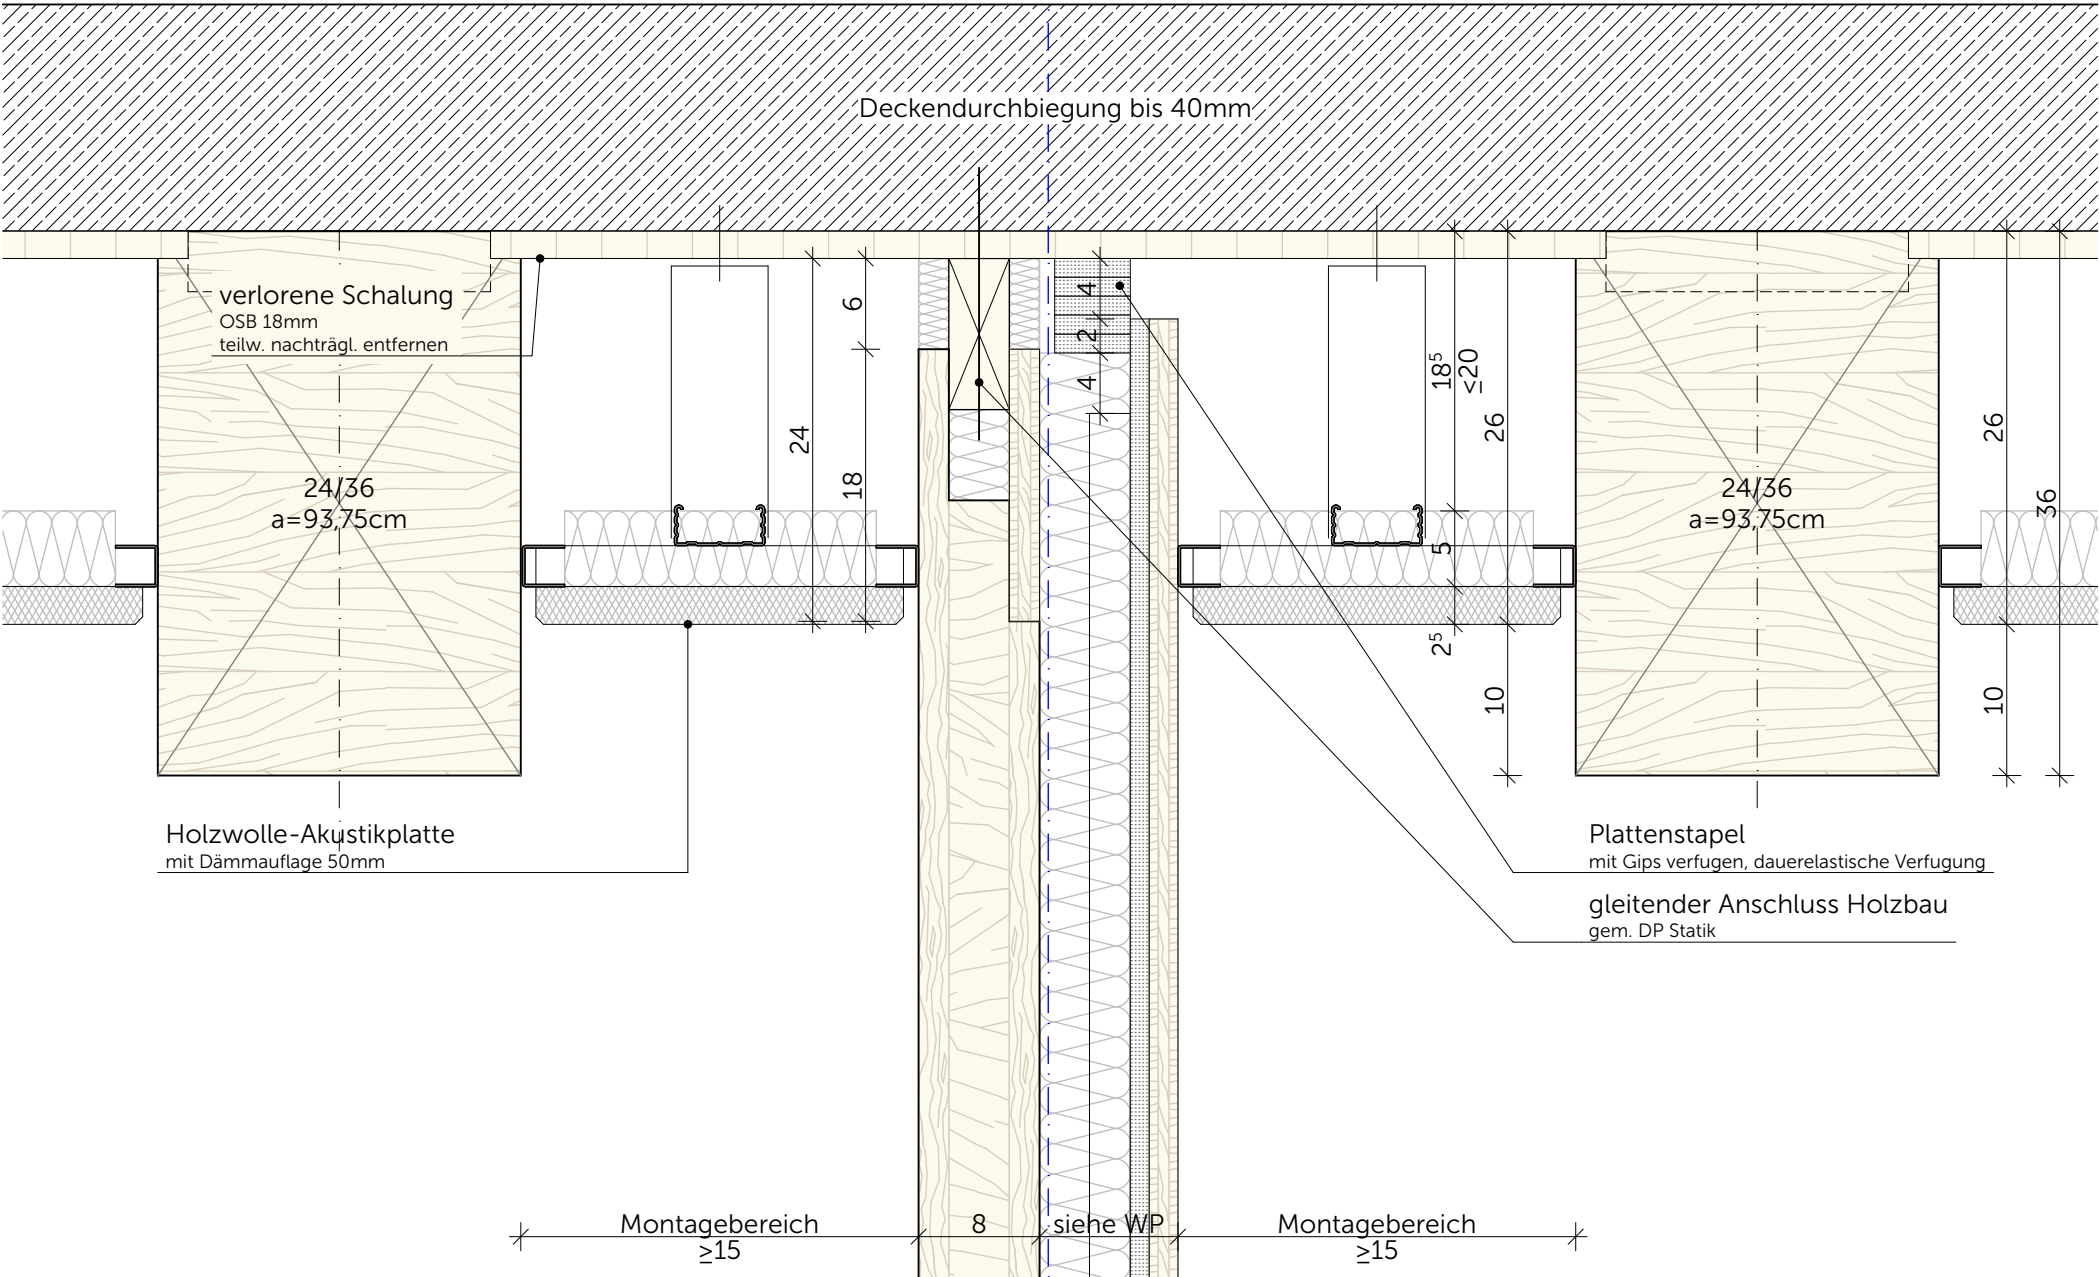 Deckendurchbiegung bis 40mm
verlorene Schalung
OSB 18mm
teilw. nachträgl. entfernen
24/36
a=93,75cm
24
6
18
4
2
4
18⁵
≤20
26
5
2⁵
10
24/36
a=93,75cm
26
10
36
Holzwolle-Akustikplatte
mit Dämmauflage 50mm
Plattenstapel
mit Gips verfugen, dauerelastische Verfugung
gleitender Anschluss Holzbau
gem. DP Statik
Montagebereich
≥15
8
siehe WP
Montagebereich
≥15